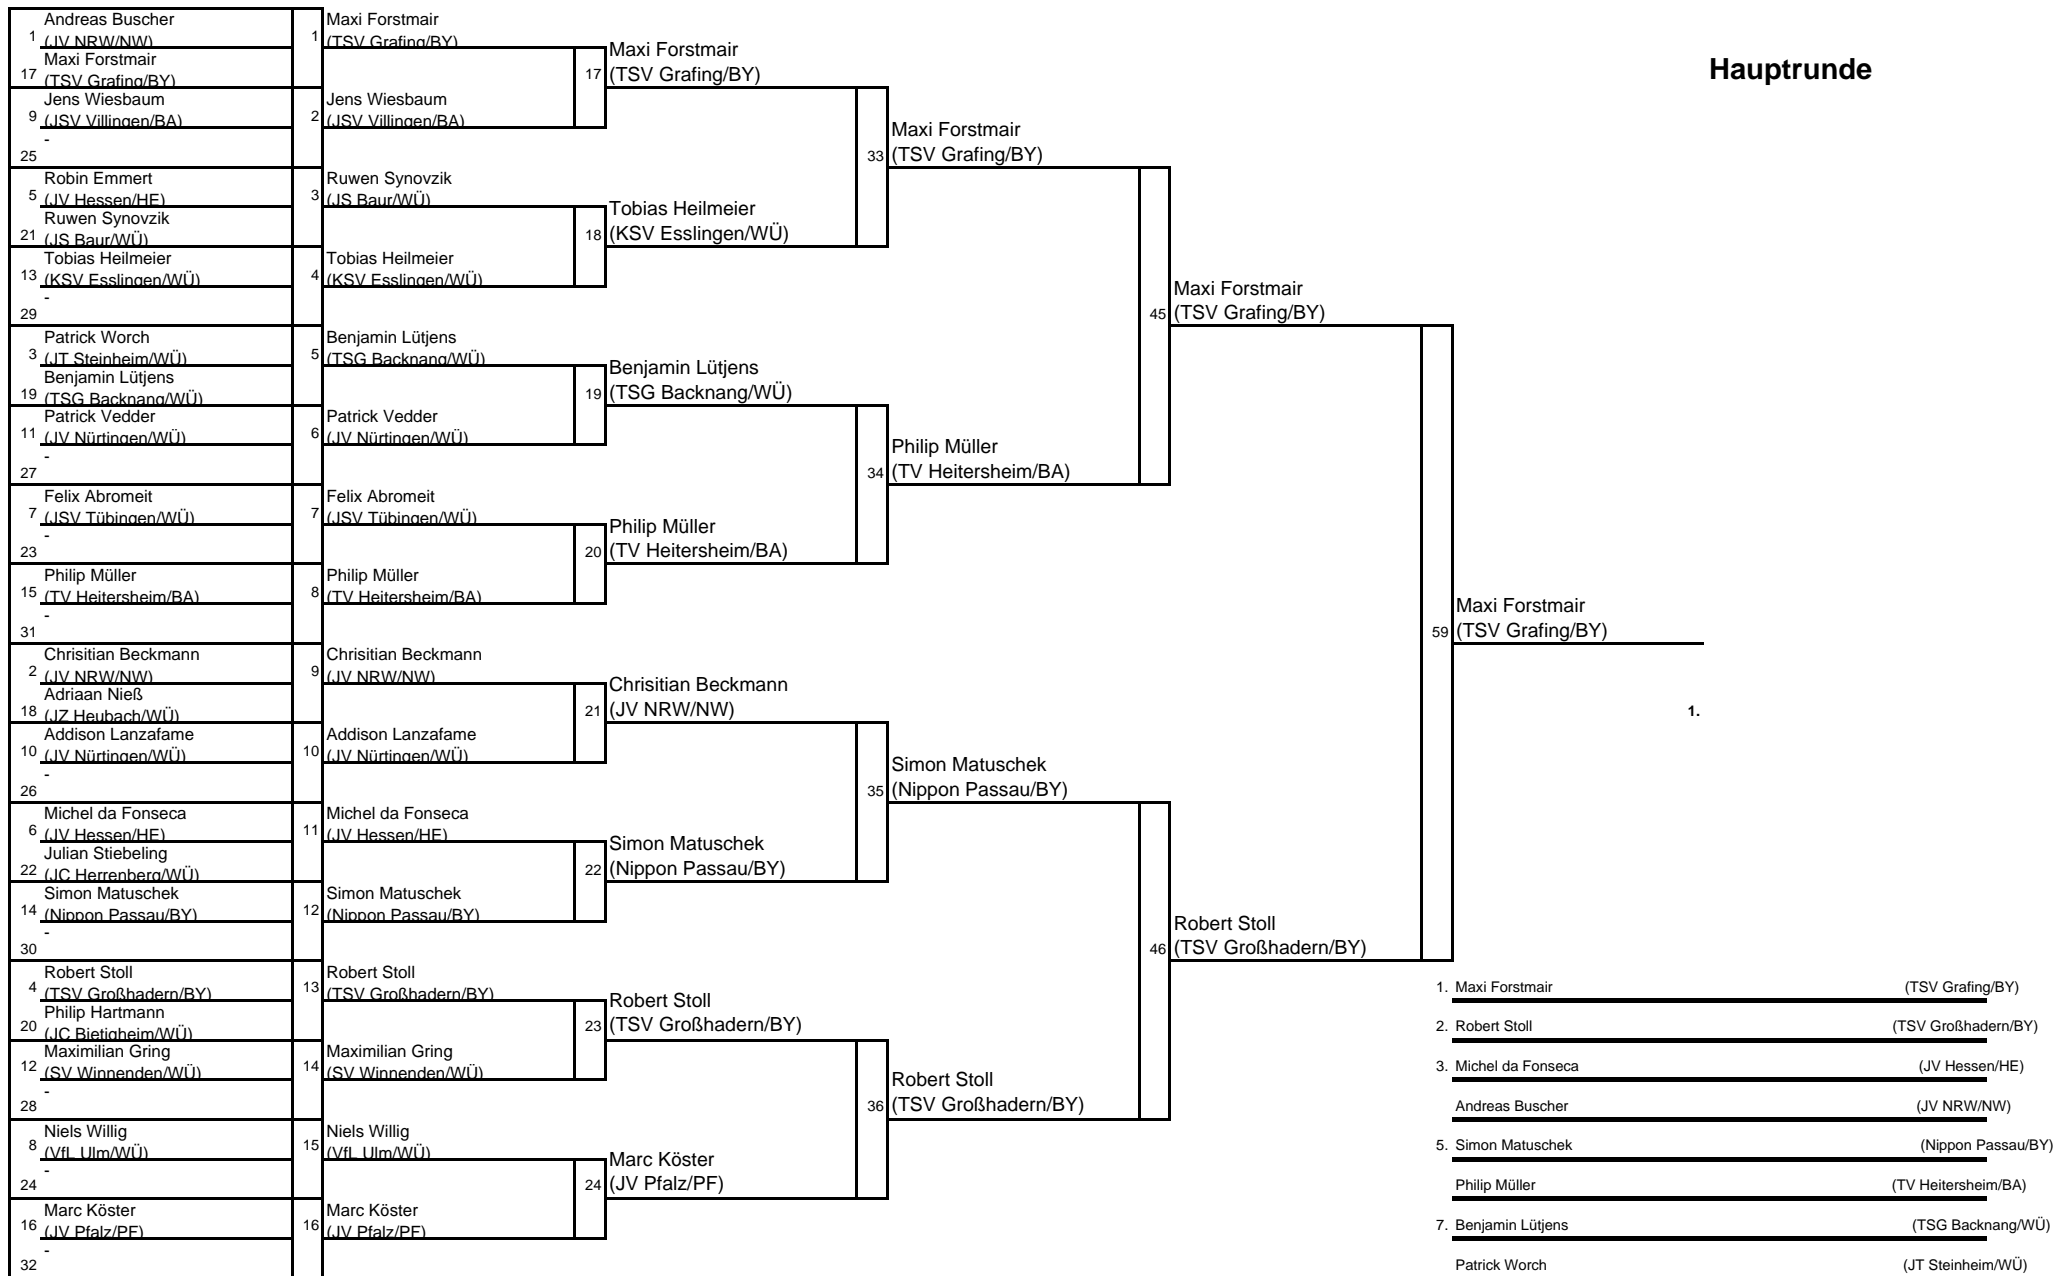 Hauptrunde
1 Andreas Buscher
(JV NRW/NW)
17 Maxi Forstmair
(TSV Grafing/BY)
9 Jens Wiesbaum
(JSV Villingen/BA)
25 -
5 Robin Emmert
(JV Hessen/HE)
21 Ruwen Synovzik
(JS Baur/WÜ)
13 Tobias Heilmeier
(KSV Esslingen/WÜ)
29 -
3 Patrick Worch
(JT Steinheim/WÜ)
19 Benjamin Lütjens
(TSG Backnang/WÜ)
11 Patrick Vedder
(JV Nürtingen/WÜ)
27 -
7 Felix Abromeit
(JSV Tübingen/WÜ)
23 -
15 Philip Müller
(TV Heitersheim/BA)
31 -
2 Chrisitian Beckmann
(JV NRW/NW)
18 Adriaan Nieß
(JZ Heubach/WÜ)
10 Addison Lanzafame
(JV Nürtingen/WÜ)
26 -
6 Michel da Fonseca
(JV Hessen/HE)
22 Julian Stiebeling
(JC Herrenberg/WÜ)
14 Simon Matuschek
(Nippon Passau/BY)
30 -
4 Robert Stoll
(TSV Großhadern/BY)
20 Philip Hartmann
(JC Bietigheim/WÜ)
12 Maximilian Gring
(SV Winnenden/WÜ)
28 -
8 Niels Willig
(VfL Ulm/WÜ)
24 -
16 Marc Köster
(JV Pfalz/PF)
32 -
1 Maxi Forstmair
(TSV Grafing/BY)
2 Jens Wiesbaum
(JSV Villingen/BA)
3 Ruwen Synovzik
(JS Baur/WÜ)
4 Tobias Heilmeier
(KSV Esslingen/WÜ)
5 Benjamin Lütjens
(TSG Backnang/WÜ)
6 Patrick Vedder
(JV Nürtingen/WÜ)
7 Felix Abromeit
(JSV Tübingen/WÜ)
8 Philip Müller
(TV Heitersheim/BA)
9 Chrisitian Beckmann
(JV NRW/NW)
10 Addison Lanzafame
(JV Nürtingen/WÜ)
11 Michel da Fonseca
(JV Hessen/HE)
12 Simon Matuschek
(Nippon Passau/BY)
13 Robert Stoll
(TSV Großhadern/BY)
14 Maximilian Gring
(SV Winnenden/WÜ)
15 Niels Willig
(VfL Ulm/WÜ)
16 Marc Köster
(JV Pfalz/PF)
17 Maxi Forstmair
(TSV Grafing/BY)
18 Tobias Heilmeier
(KSV Esslingen/WÜ)
19 Benjamin Lütjens
(TSG Backnang/WÜ)
20 Philip Müller
(TV Heitersheim/BA)
21 Chrisitian Beckmann
(JV NRW/NW)
22 Simon Matuschek
(Nippon Passau/BY)
23 Robert Stoll
(TSV Großhadern/BY)
24 Marc Köster
(JV Pfalz/PF)
33 Maxi Forstmair
(TSV Grafing/BY)
34 Philip Müller
(TV Heitersheim/BA)
35 Simon Matuschek
(Nippon Passau/BY)
36 Robert Stoll
(TSV Großhadern/BY)
45 Maxi Forstmair
(TSV Grafing/BY)
46 Robert Stoll
(TSV Großhadern/BY)
59 Maxi Forstmair
(TSV Grafing/BY)
1.
1. Maxi Forstmair (TSV Grafing/BY)
2. Robert Stoll (TSV Großhadern/BY)
3. Michel da Fonseca (JV Hessen/HE)
Andreas Buscher (JV NRW/NW)
5. Simon Matuschek (Nippon Passau/BY)
Philip Müller (TV Heitersheim/BA)
7. Benjamin Lütjens (TSG Backnang/WÜ)
Patrick Worch (JT Steinheim/WÜ)